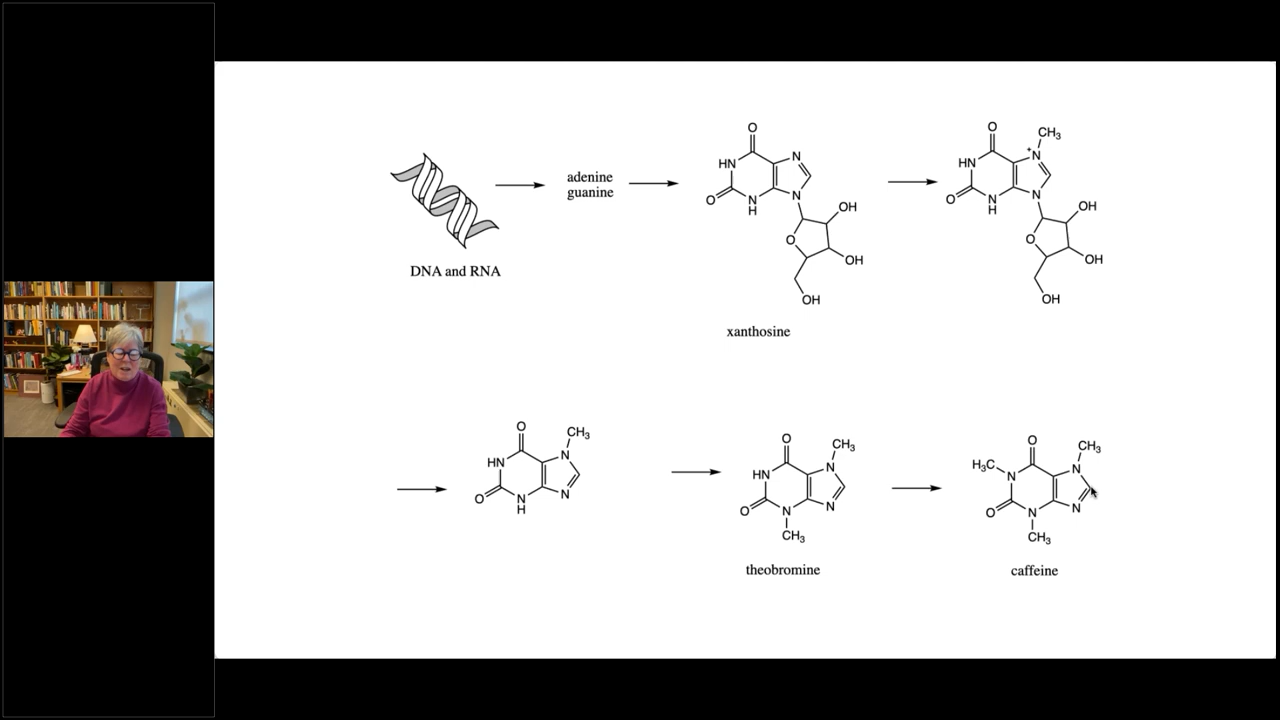 DNA and RNA
adenine
guanine
O
HN
N
O
N
H
N
O
OH
OH
OH
xanthosine
O
CH3
HN
+
N
O
N
H
N
O
OH
OH
OH
O
CH3
HN
N
O
N
H
N
O
CH3
HN
N
O
N
N
CH3
theobromine
O
CH3
H3C
N
N
O
N
N
CH3
caffeine